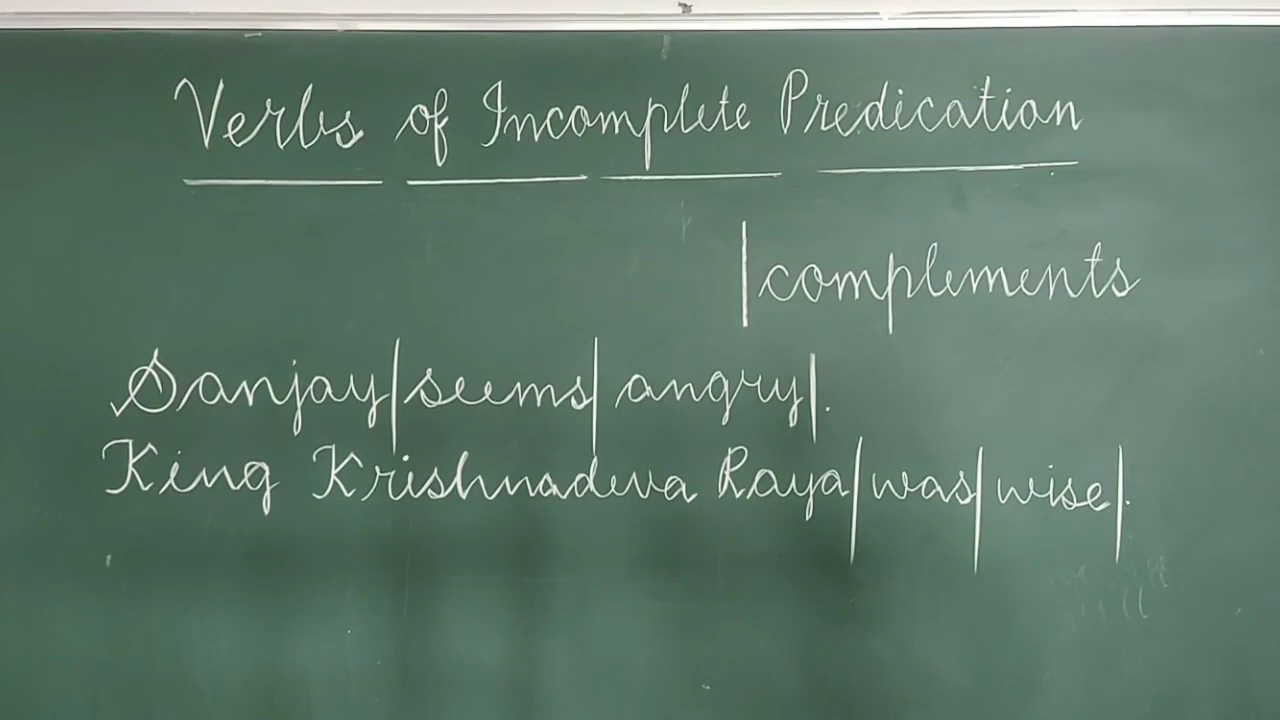 Verbs of Incomplete Predication
|complements
Sanjay|seems|angry|.
King Krishnadeva Raya|was|wise|.